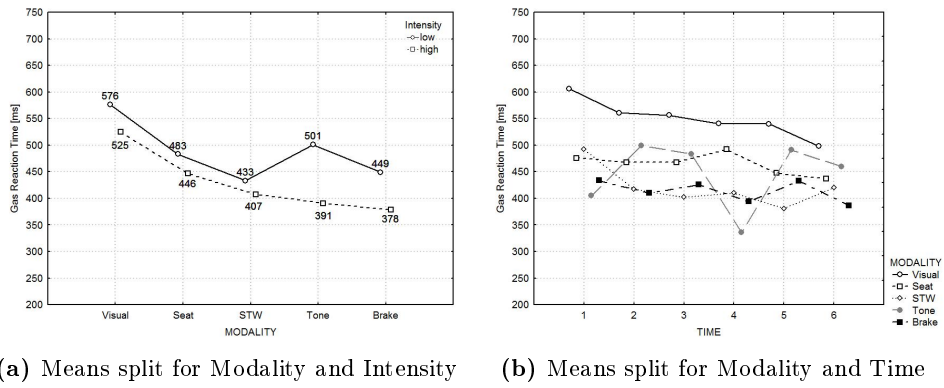 750
700
650
600
550
500
450
400
350
300
250
200
Gas Reaction Time [ms]
Intensity
low
high
576
525
483
446
433
407
501
391
449
378
Visual Seat STW Tone Brake
MODALITY
750
700
650
600
550
500
450
400
350
300
250
200
Gas Reaction Time [ms]
1 2 3 4 5 6
TIME
MODALITY
Visual
Seat
STW
Tone
Brake
(a) Means split for Modality and Intensity
(b) Means split for Modality and Time